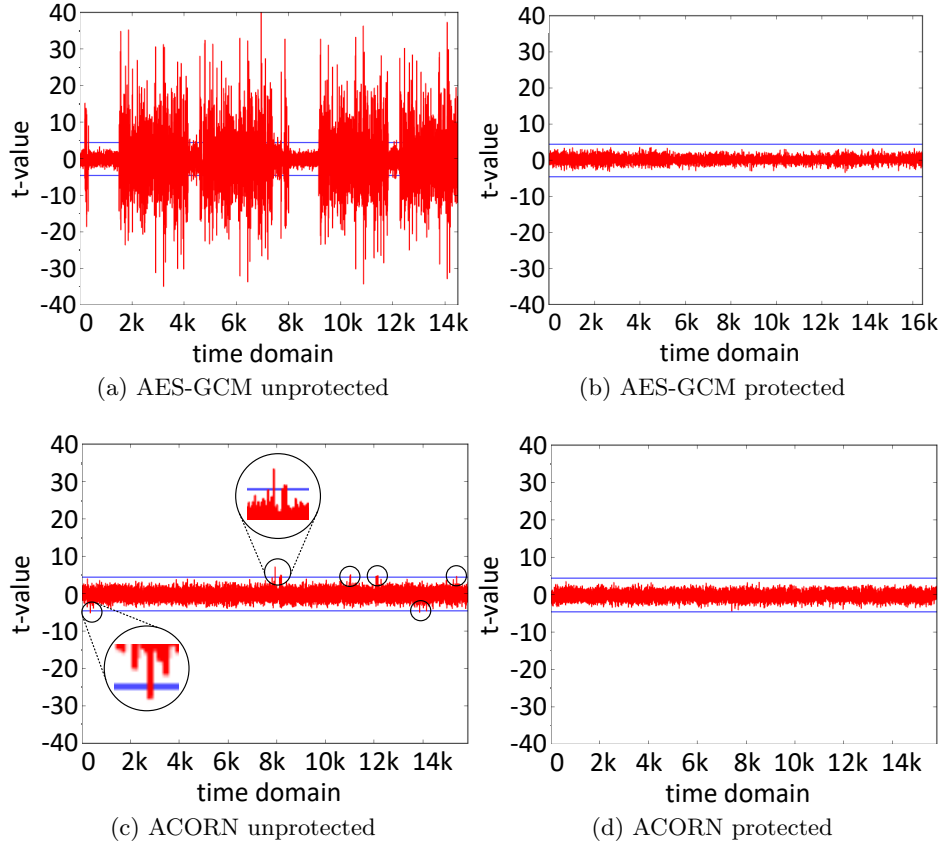 40
30
20
10
0
-10
-20
-30
-40
t-value
0 2k 4k 6k 8k 10k 12k 14k
time domain
(a) AES-GCM unprotected
40
30
20
10
0
-10
-20
-30
-40
t-value
0 2k 4k 6k 8k 10k 12k 14k 16k
time domain
(b) AES-GCM protected
40
30
20
10
0
-10
-20
-30
-40
t-value
0 2k 4k 6k 8k 10k 12k 14k
time domain
(c) ACORN unprotected
40
30
20
10
0
-10
-20
-30
-40
t-value
0 2k 4k 6k 8k 10k 12k 14k
time domain
(d) ACORN protected